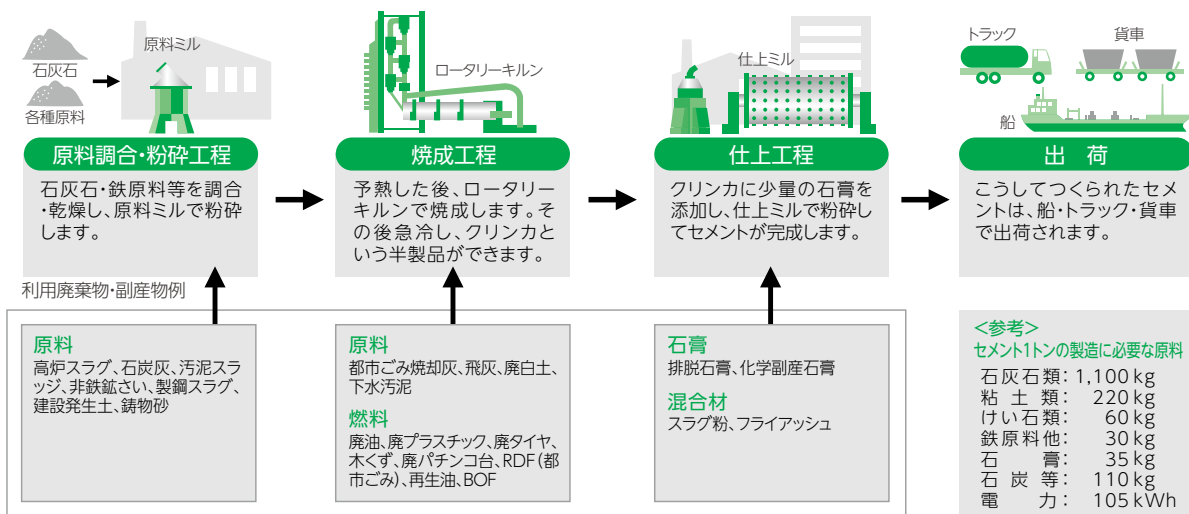 石灰石
各種原料
原料ミル
原料調合・粉砕工程
石灰石・鉄原料等を調合
・乾燥し、原料ミルで粉砕
します。
ロータリーキルン
焼成工程
予熱した後、ロータリー
キルンで焼成します。そ
の後急冷し、クリンカと
いう半製品ができます。
仕上ミル
仕上工程
クリンカに少量の石膏を
添加し、仕上ミルで粉砕し
てセメントが完成します。
トラック
貨車
船
出 荷
こうしてつくられたセメ
ントは、船・トラック・貨車
で出荷されます。
利用廃棄物・副産物例
原料
高炉スラグ、石炭灰、汚泥スラ
ッジ、非鉄鉱さい、製鋼スラグ、
建設発生土、鋳物砂
原料
都市ごみ焼却灰、飛灰、廃白土、
下水汚泥
燃料
廃油、廃プラスチック、廃タイヤ、
木くず、廃パチンコ台、RDF(都
市ごみ)、再生油、BOF
石膏
排脱石膏、化学副産石膏
混合材
スラグ粉、フライアッシュ
<参考>
セメント1トンの製造に必要な原料
石灰石類: 1,100kg
粘土類: 220kg
けい石類: 60kg
鉄原料他: 30kg
石膏: 35kg
石炭等: 110kg
電力: 105kWh